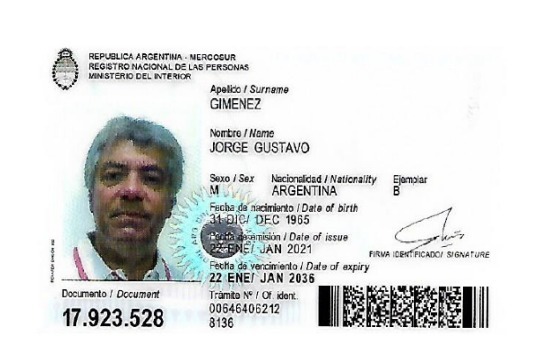 REPUBLICA ARGENTINA - MERCOSUR
REGISTRO NACIONAL DE LAS PERSONAS
MINISTERIO DEL INTERIOR
Apellido / Surname
GIMENEZ
Nombre / Name
JORGE GUSTAVO
Sexo / Sex Nacionalidad / Nationality Ejemplar
M ARGENTINA B
Fecha de nacimiento / Date of birth
31 DIC/ DEC 1965
Fecha de emisión / Date of issue
22 ENE/ JAN 2021
FIRMA IDENTIFICADO/ SIGNATURE
Fecha de vencimiento / Date of expiry
22 ENE/ JAN 2036
Documento / Document
17.923.528
Trámite Nº / Of. ident.
00646406212
8136